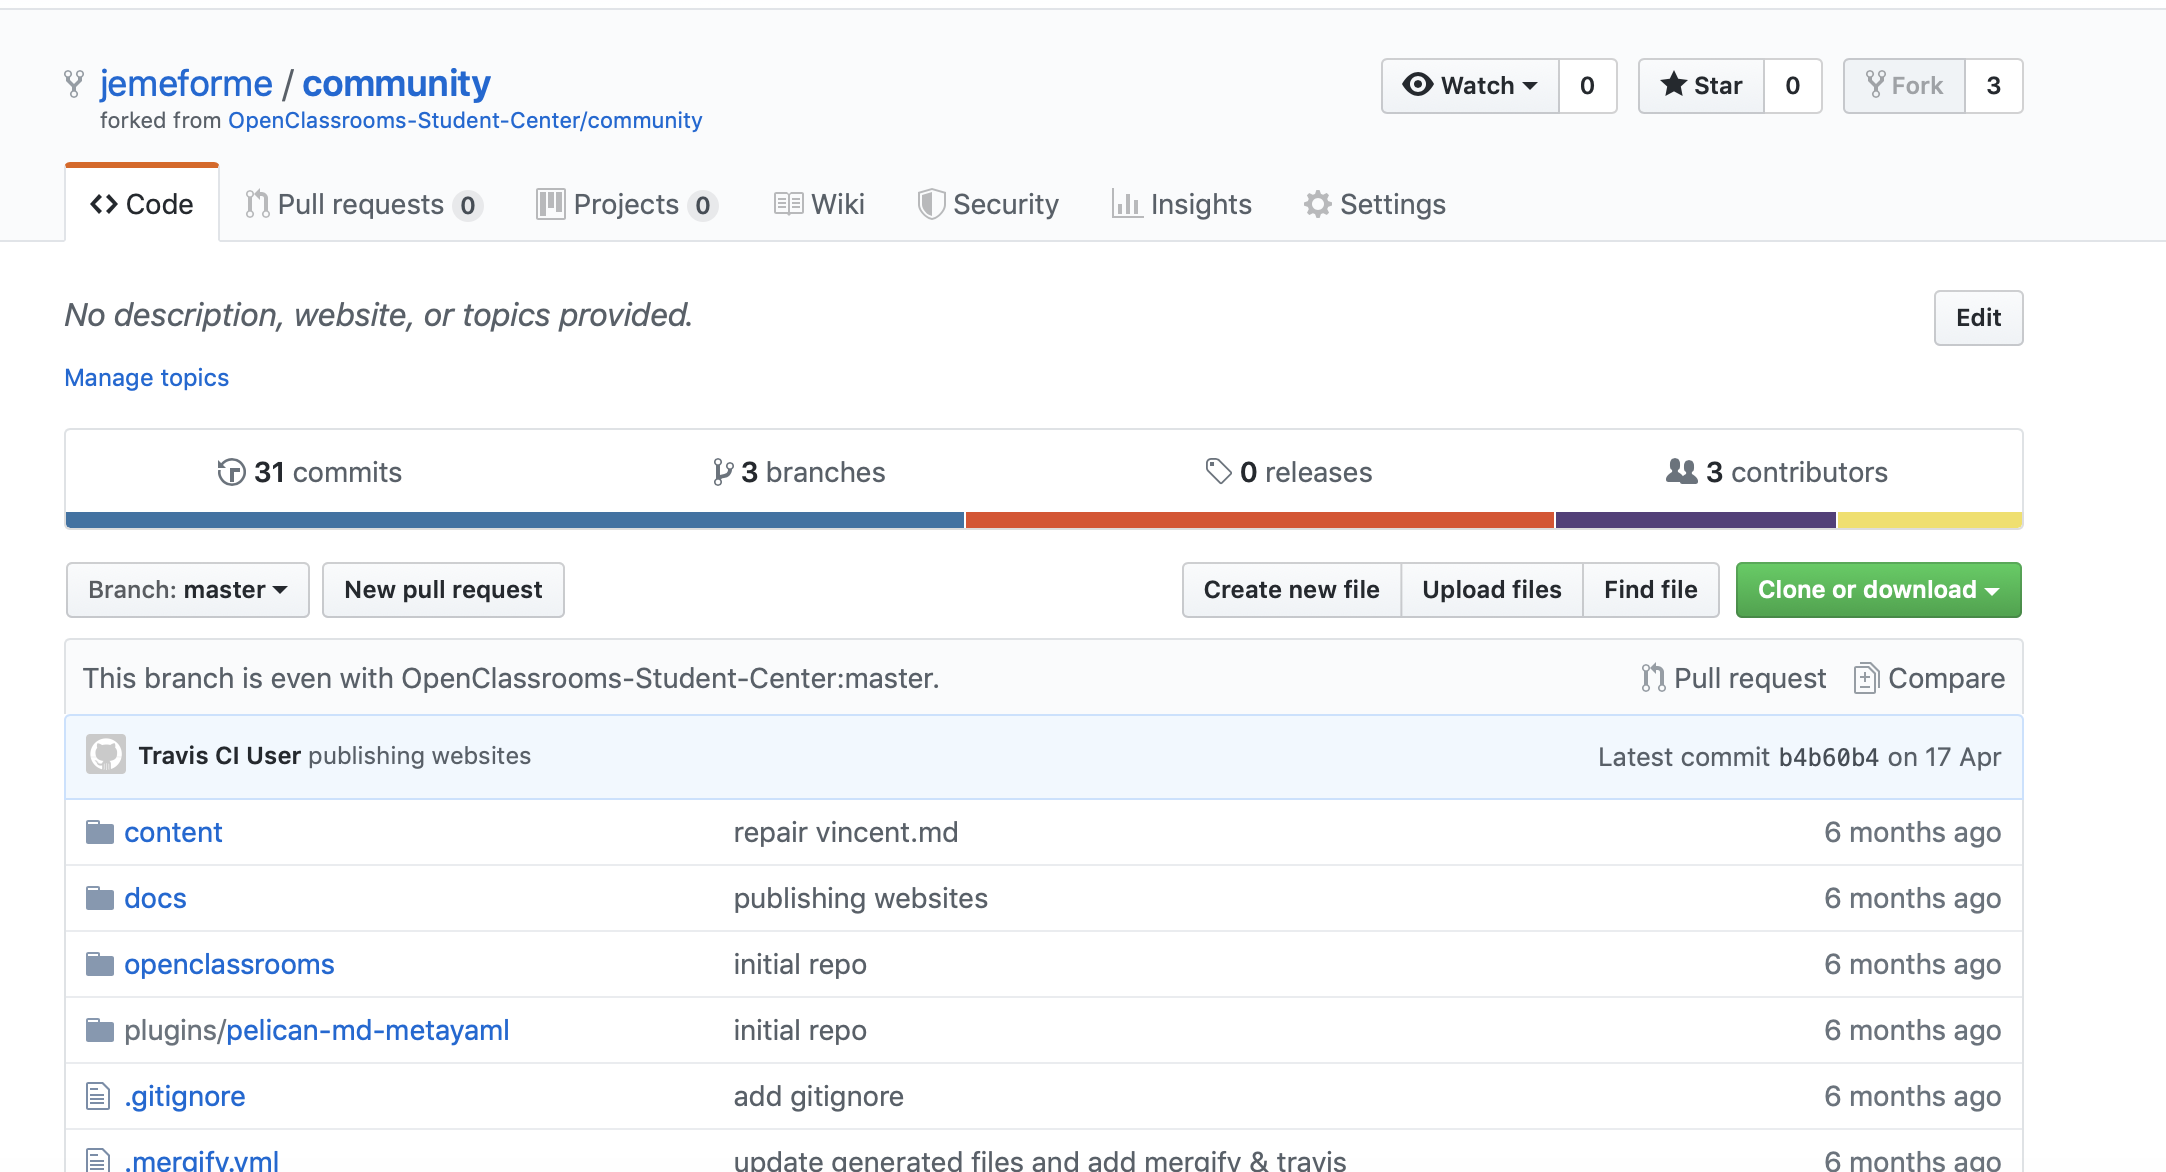 jemeforme / community
Watch 0 Star 0 Fork 3
forked from OpenClassrooms-Student-Center/community
Code Pull requests 0 Projects 0 Wiki Security Insights Settings
No description, website, or topics provided.
Edit
Manage topics
31 commits 3 branches 0 releases 3 contributors
Branch: master New pull request Create new file Upload files Find file Clone or download
This branch is even with OpenClassrooms-Student-Center:master. Pull request Compare
Travis CI User publishing websites Latest commit b4b60b4 on 17 Apr
content repair vincent.md 6 months ago
docs publishing websites 6 months ago
openclassrooms initial repo 6 months ago
plugins/pelican-md-metayaml initial repo 6 months ago
.gitignore add gitignore 6 months ago
.mergify.yml update generated files and add mergify & travis 6 months ago